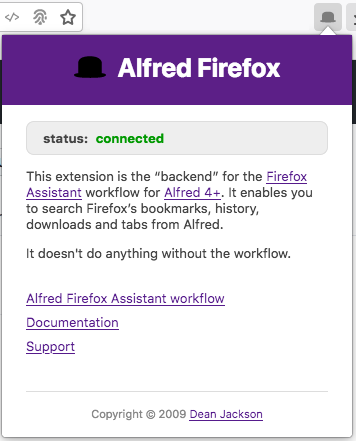 Alfred Firefox
status: connected
This extension is the “backend” for the Firefox
Assistant workflow for Alfred 4+. It enables you
to search Firefox’s bookmarks, history,
downloads and tabs from Alfred.
It doesn't do anything without the workflow.
Alfred Firefox Assistant workflow
Documentation
Support
Copyright © 2009 Dean Jackson